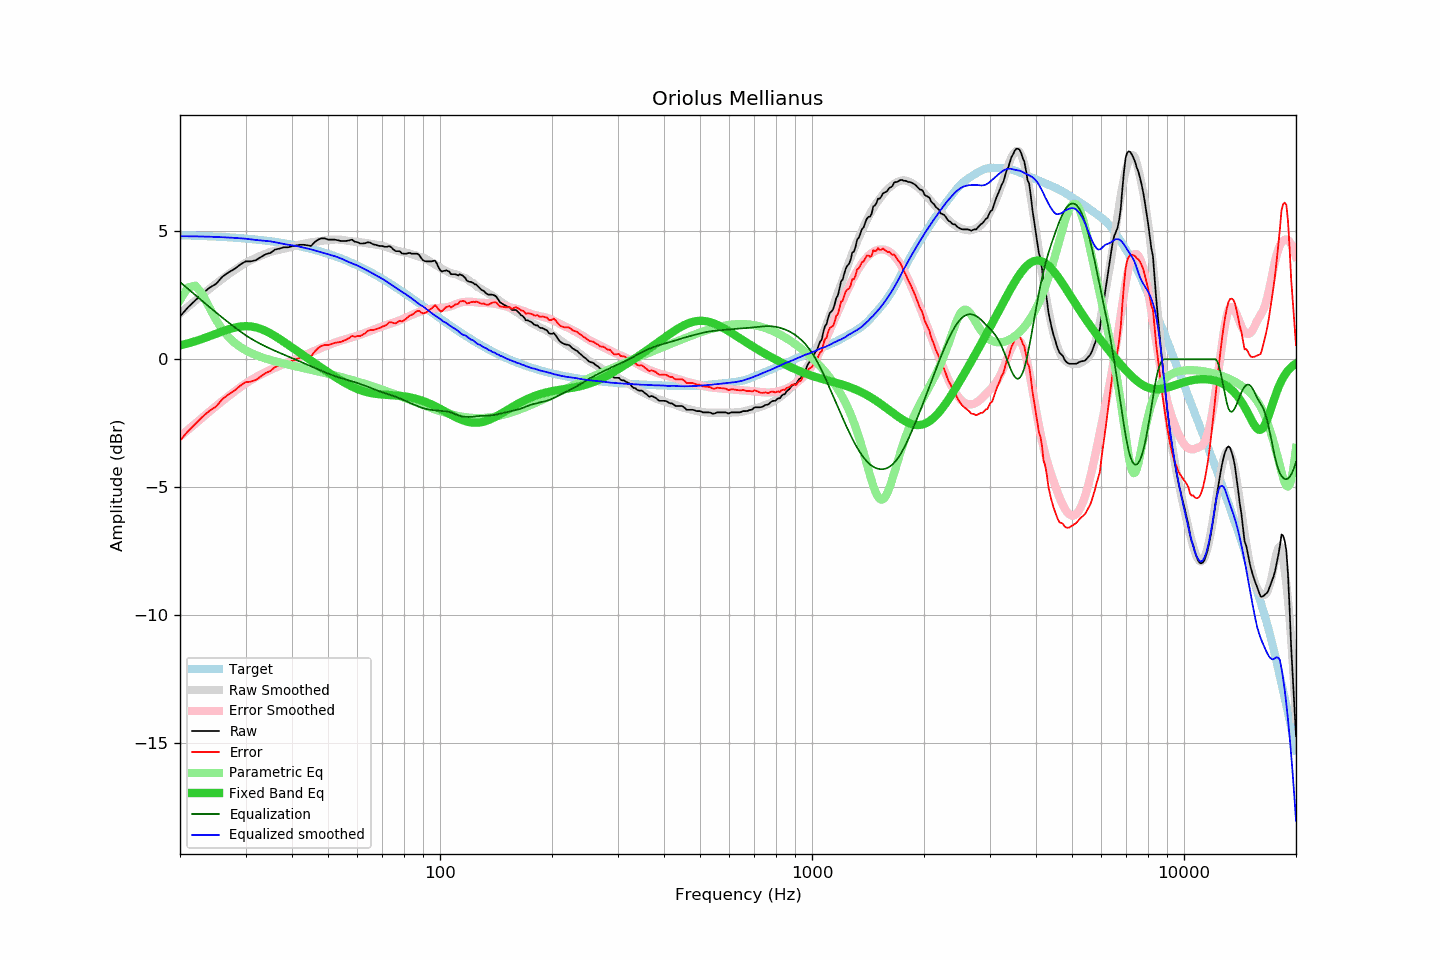 Oriolus Mellianus
Amplitude (dBr)
5
0
−5
−10
−15
Target
Raw Smoothed
Error Smoothed
Raw
Error
Parametric Eq
Fixed Band Eq
Equalization
Equalized smoothed
100
1000
10000
Frequency (Hz)